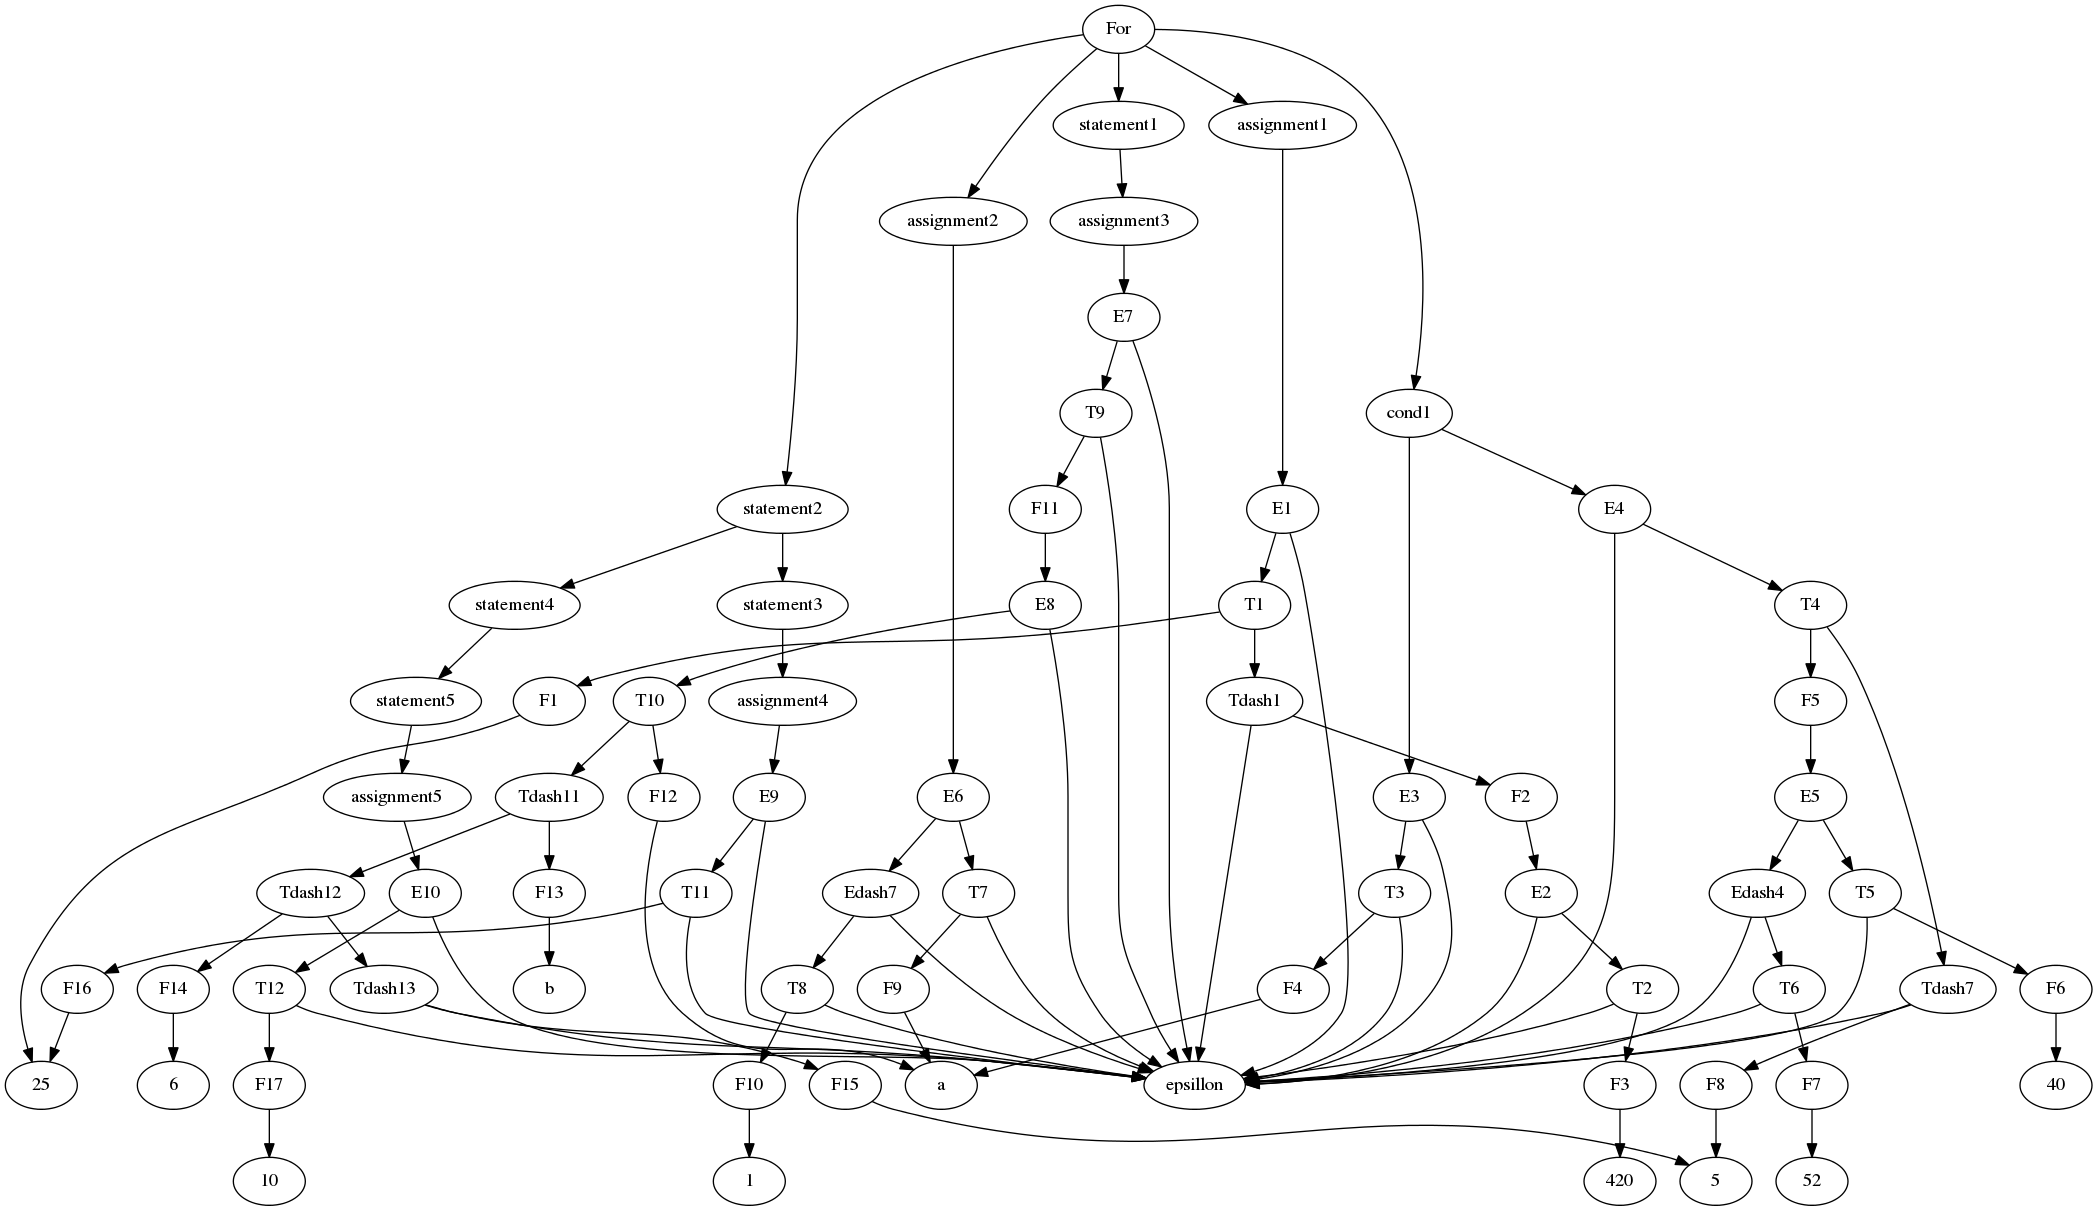 For
statement1
assignment1
assignment2
assignment3
E7
T9
cond1
statement2
F11
E1
E4
statement4
statement3
E8
T1
T4
statement5
F1
T10
assignment4
Tdash1
F5
assignment5
Tdash11
F12
E9
E6
E3
F2
E5
Tdash12
E10
F13
T11
Edash7
T7
T3
E2
Edash4
T5
F16
F14
T12
Tdash13
b
T8
F9
F4
T2
T6
Tdash7
F6
25
6
F17
F10
F15
a
epsillon
F3
F8
F7
40
10
1
420
5
52